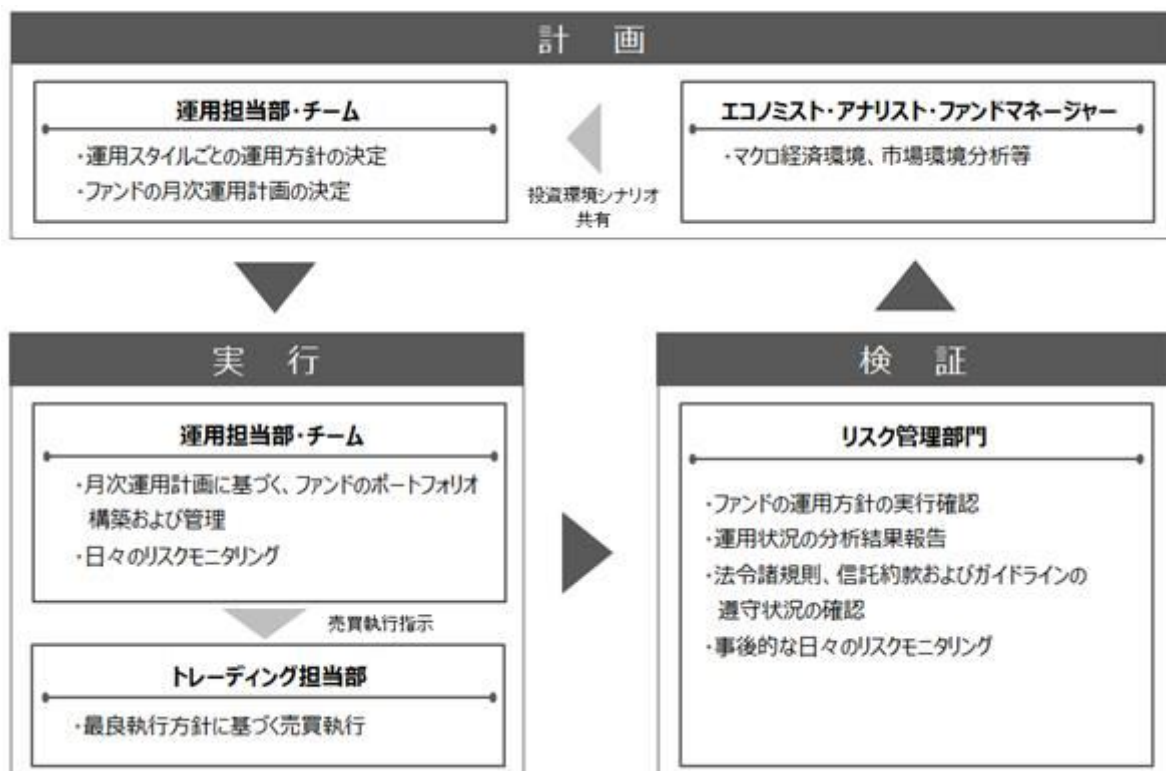 計 画
運用担当部・チーム
・運用スタイルごとの運用方針の決定
・ファンドの月次運用計画の決定
投資環境シナリオ
共有
エコノミスト・アナリスト・ファンドマネージャー
・マクロ経済環境、市場環境分析等
実 行
運用担当部・チーム
・月次運用計画に基づく、ファンドのポートフォリオ
構築および管理
・日々のリスクモニタリング
売買執行指示
トレーディング担当部
・最良執行方針に基づく売買執行
検 証
リスク管理部門
・ファンドの運用方針の実行確認
・運用状況の分析結果報告
・法令諸規則、信託約款およびガイドラインの
遵守状況の確認
・事後的な日々のリスクモニタリング